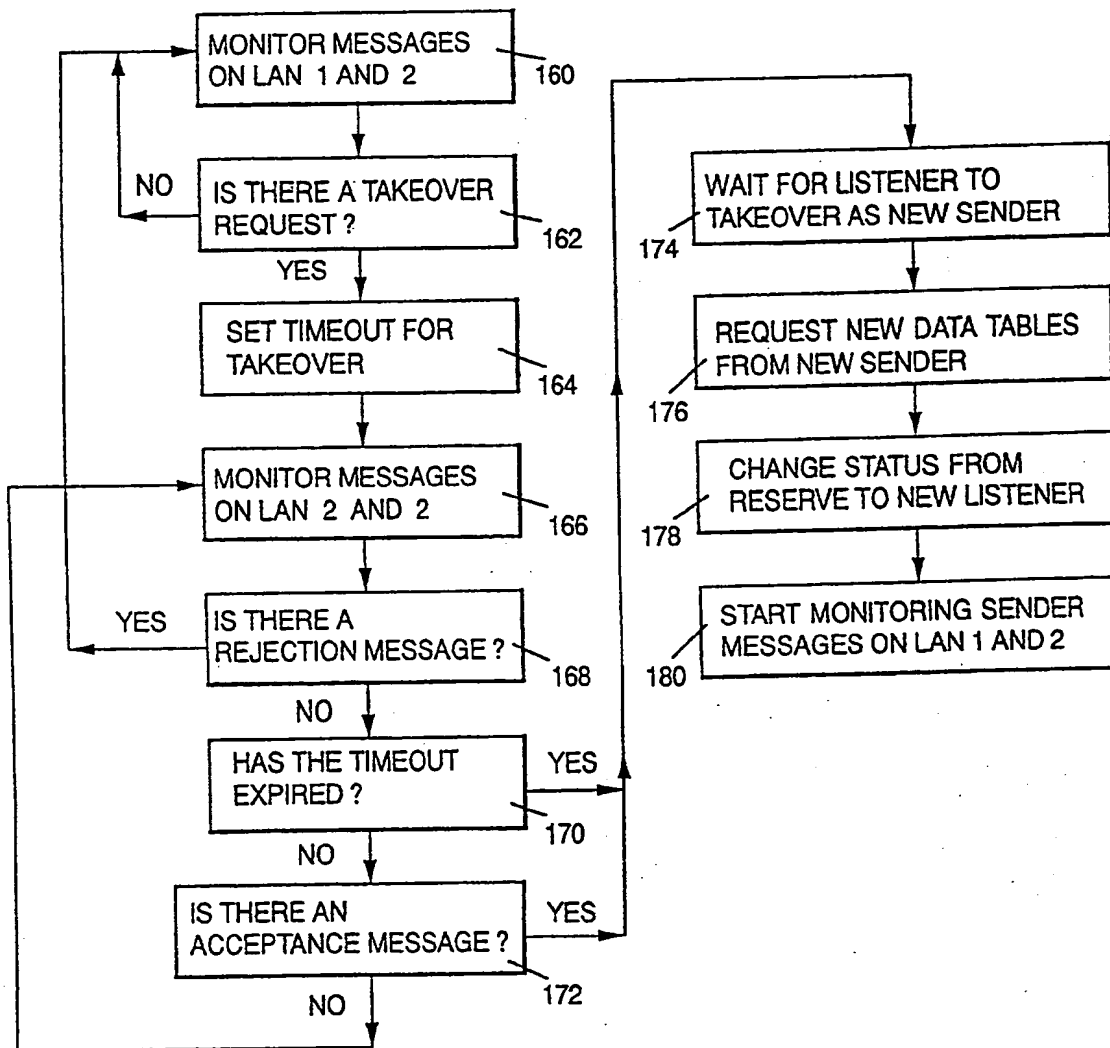 MONITOR MESSAGES
ON LAN 1 AND 2
160
NO
IS THERE A TAKEOVER
REQUEST ?
162
YES
SET TIMEOUT FOR
TAKEOVER
164
MONITOR MESSAGES
ON LAN 2 AND 2
166
YES
IS THERE A
REJECTION MESSAGE ?
168
NO
HAS THE TIMEOUT
EXPIRED ?
YES
170
NO
IS THERE AN
ACCEPTANCE MESSAGE ?
YES
172
NO
WAIT FOR LISTENER TO
TAKEOVER AS NEW SENDER
174
REQUEST NEW DATA TABLES
FROM NEW SENDER
176
CHANGE STATUS FROM
RESERVE TO NEW LISTENER
178
START MONITORING SENDER
MESSAGES ON LAN 1 AND 2
180